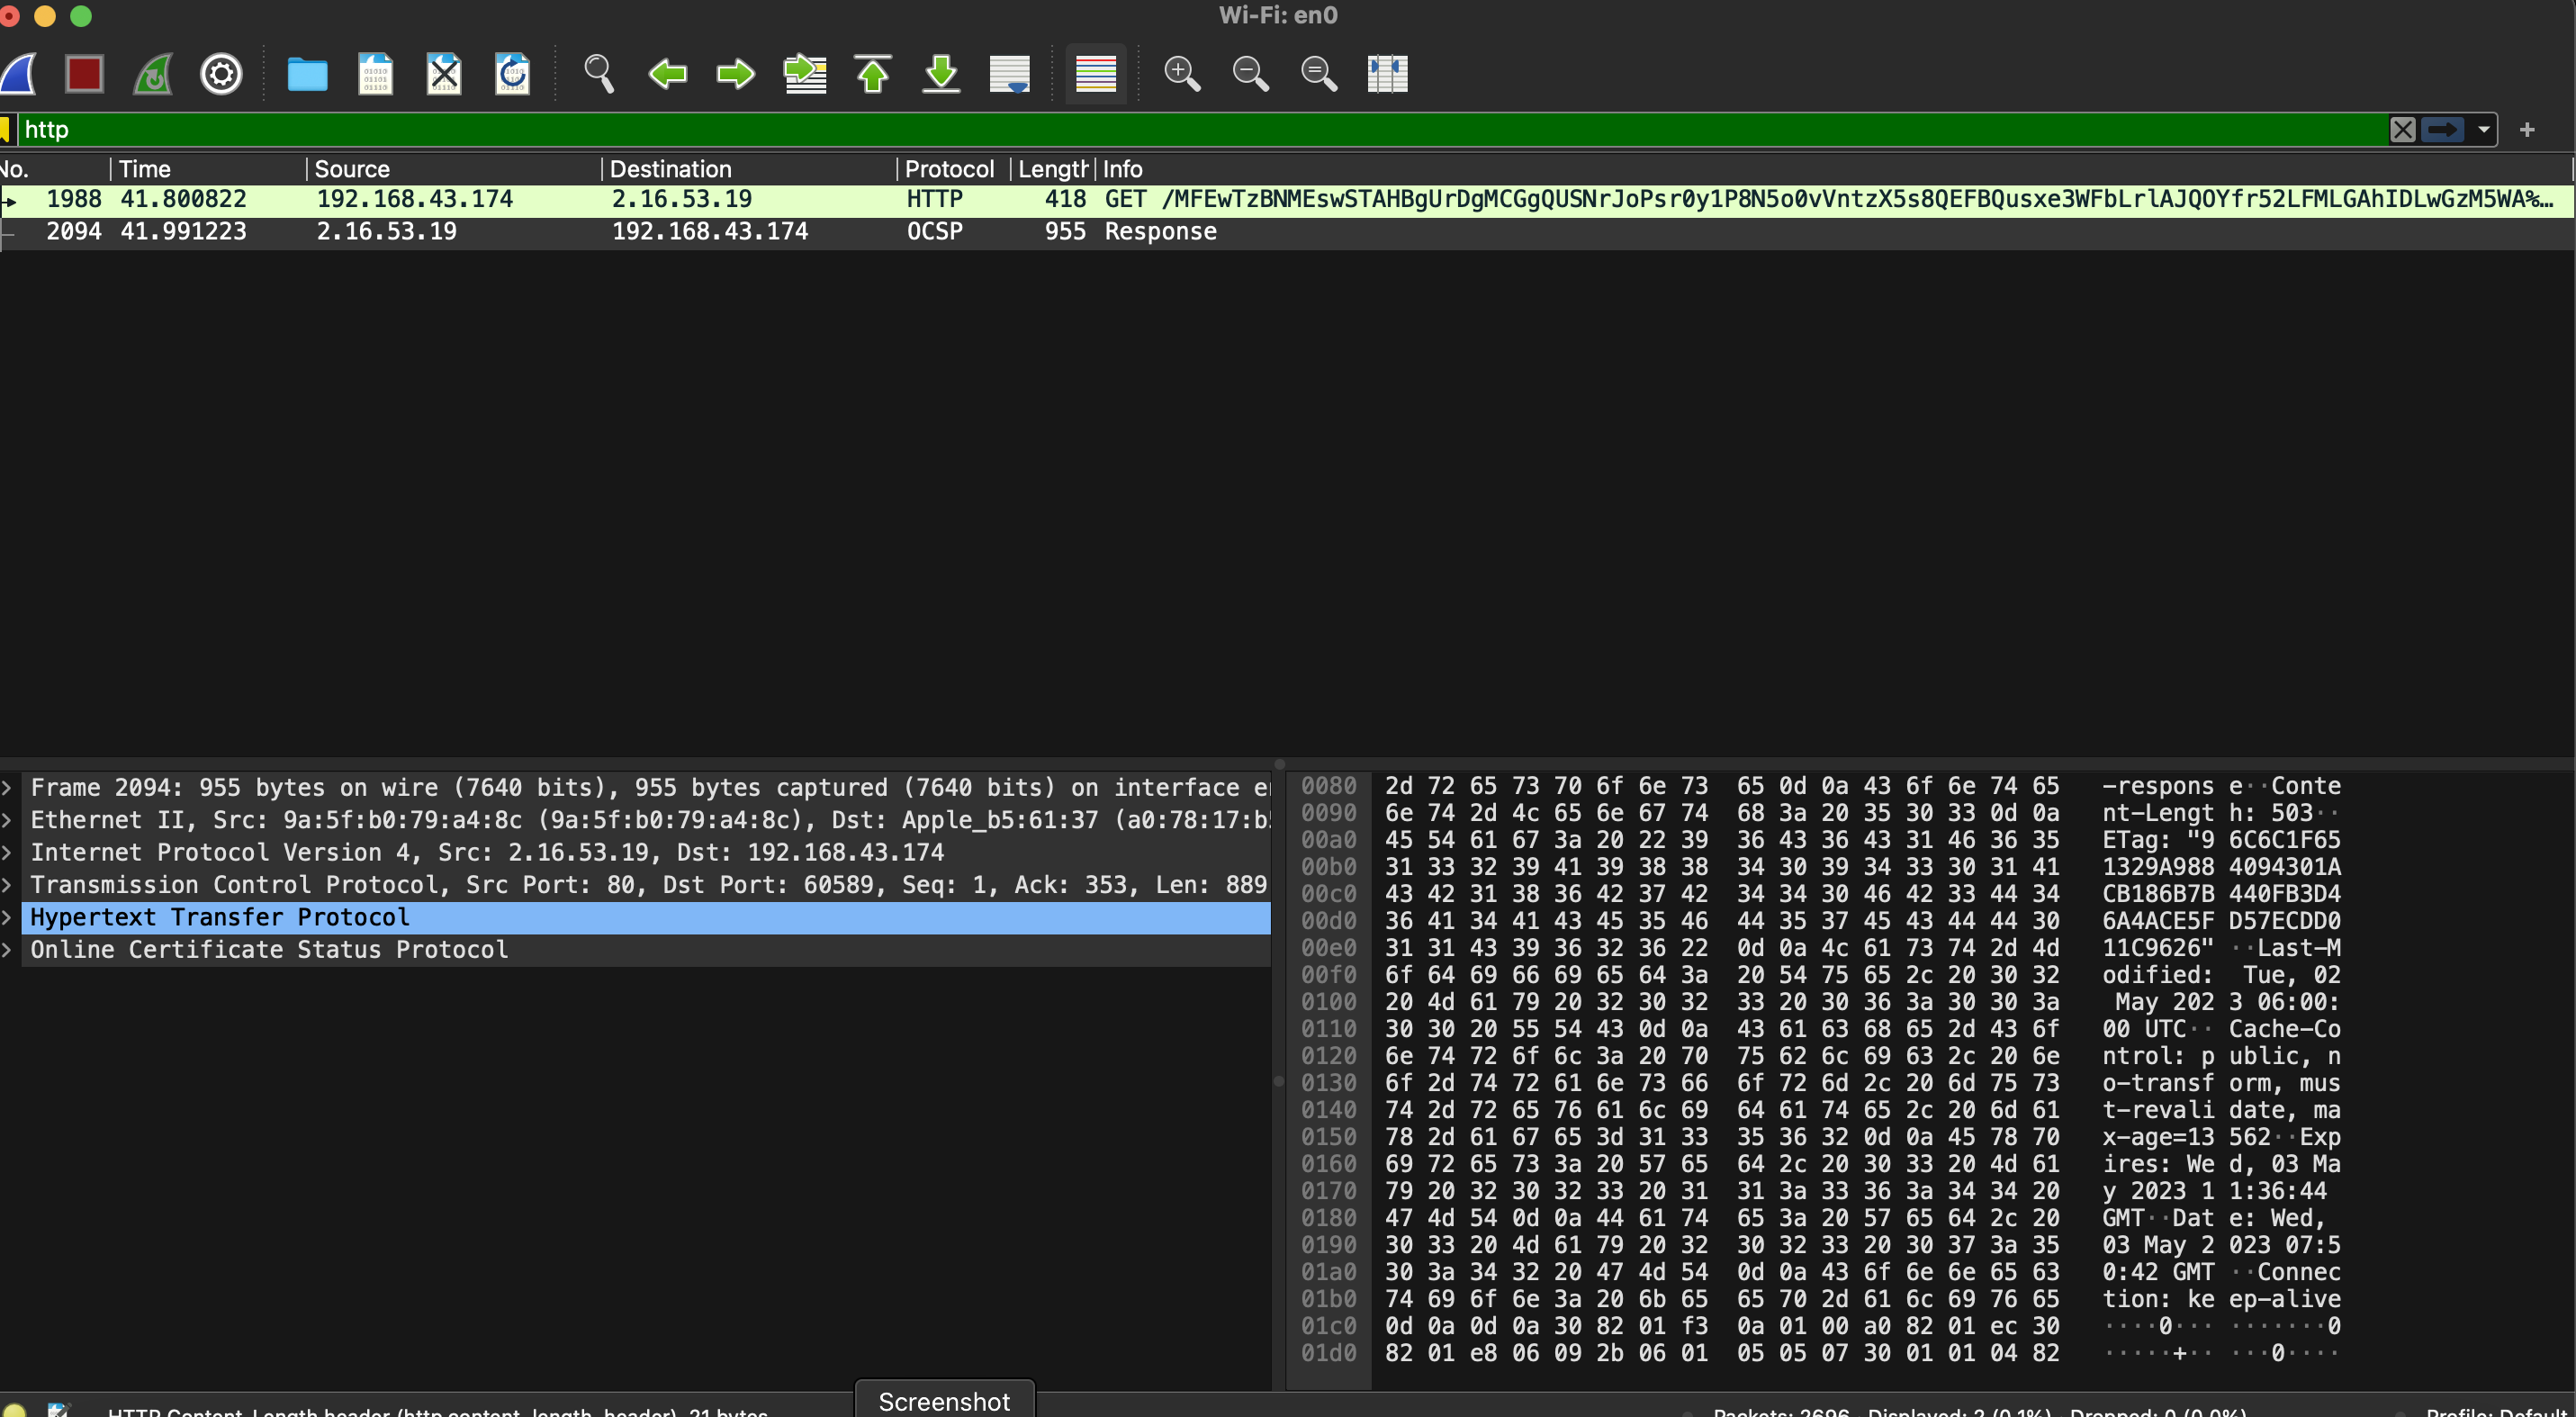 Wi-Fi: en0
http
No. Time Source Destination Protocol Length Info
1988 41.800822 192.168.43.174 2.16.53.19 HTTP 418 GET /MFEwTzBNMEswSTAHBgUrDgMCGgQUSNrJoPsr0y1P8N5o0vVntzX5s8QEFBQusxe3WFbLrlAJQOYfr52LFMLGAhIDLwGzM5WA%…
2094 41.991223 2.16.53.19 192.168.43.174 OCSP 955 Response
Frame 2094: 955 bytes on wire (7640 bits), 955 bytes captured (7640 bits) on interface e
Ethernet II, Src: 9a:5f:b0:79:a4:8c (9a:5f:b0:79:a4:8c), Dst: Apple_b5:61:37 (a0:78:17:b
Internet Protocol Version 4, Src: 2.16.53.19, Dst: 192.168.43.174
Transmission Control Protocol, Src Port: 80, Dst Port: 60589, Seq: 1, Ack: 353, Len: 889
Hypertext Transfer Protocol
Online Certificate Status Protocol
0080 2d 72 65 73 70 6f 6e 73 65 0d 0a 43 6f 6e 74 65 -respons e··Conte
0090 6e 74 2d 4c 65 6e 67 74 68 3a 20 35 30 33 0d 0a nt-Lengt h: 503··
00a0 45 54 61 67 3a 20 22 39 36 43 36 43 31 46 36 35 ETag: "9 6C6C1F65
00b0 31 33 32 39 41 39 38 38 34 30 39 34 33 30 31 41 1329A988 4094301A
00c0 43 42 31 38 36 42 37 42 34 34 30 46 42 33 44 34 CB186B7B 440FB3D4
00d0 36 41 34 41 43 45 35 46 44 35 37 45 43 44 44 30 6A4ACE5F D57ECDD0
00e0 31 31 43 39 36 32 36 22 0d 0a 4c 61 73 74 2d 4d 11C9626" ··Last-M
00f0 6f 64 69 66 69 65 64 3a 20 54 75 65 2c 20 30 32 odified: Tue, 02
0100 20 4d 61 79 20 32 30 32 33 20 30 36 3a 30 30 3a May 202 3 06:00:
0110 30 30 20 55 54 43 0d 0a 43 61 63 68 65 2d 43 6f 00 UTC·· Cache-Co
0120 6e 74 72 6f 6c 3a 20 70 75 62 6c 69 63 2c 20 6e ntrol: p ublic, n
0130 6f 2d 74 72 61 6e 73 66 6f 72 6d 2c 20 6d 75 73 o-transf orm, mus
0140 74 2d 72 65 76 61 6c 69 64 61 74 65 2c 20 6d 61 t-revali date, ma
0150 78 2d 61 67 65 3d 31 33 35 36 32 0d 0a 45 78 70 x-age=13 562··Exp
0160 69 72 65 73 3a 20 57 65 64 2c 20 30 33 20 4d 61 ires: We d, 03 Ma
0170 79 20 32 30 32 33 20 31 31 3a 33 36 3a 34 34 20 y 2023 1 1:36:44
0180 47 4d 54 0d 0a 44 61 74 65 3a 20 57 65 64 2c 20 GMT··Dat e: Wed,
0190 30 33 20 4d 61 79 20 32 30 32 33 20 30 37 3a 35 03 May 2 023 07:5
01a0 30 3a 34 32 20 47 4d 54 0d 0a 43 6f 6e 6e 65 63 0:42 GMT ··Connec
01b0 74 69 6f 6e 3a 20 6b 65 65 70 2d 61 6c 69 76 65 tion: ke ep-alive
01c0 0d 0a 0d 0a 30 82 01 f3 0a 01 00 a0 82 01 ec 30 ····0··· ·······0
01d0 82 01 e8 06 09 2b 06 01 05 05 07 30 01 01 04 82 ·····+·· ···0····
HTTP Content-Length header (http.content_length_header), 21 bytes
Screenshot
Packets: 2696 · Displayed: 2 (0.1%) · Dropped: 0 (0.0%)
Profile: Default